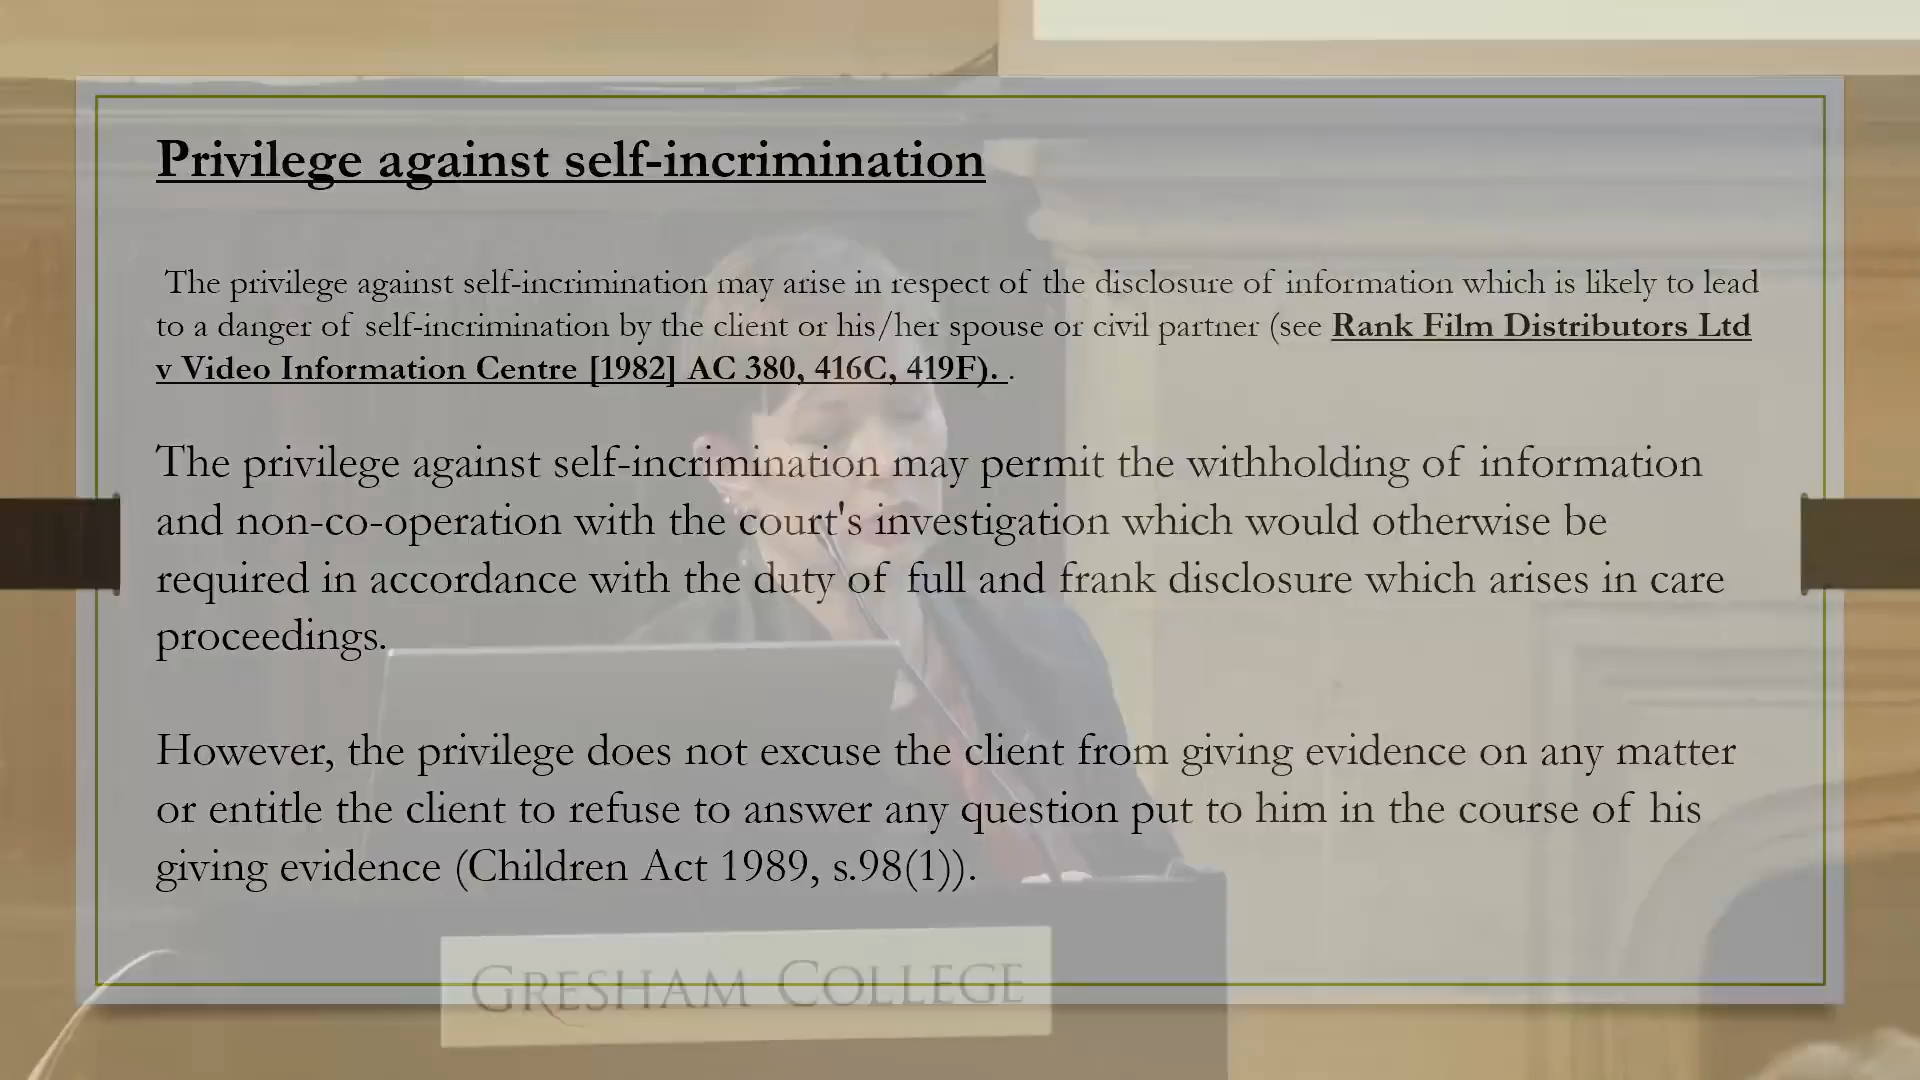 Privilege against self-incrimination
The privilege against self-incrimination may arise in respect of the disclosure of information which is likely to lead
to a danger of self-incrimination by the client or his/her spouse or civil partner (see Rank Film Distributors Ltd
v Video Information Centre [1982] AC 380, 416C, 419F). .
The privilege against self-incrimination may permit the withholding of information
and non-co-operation with the court's investigation which would otherwise be
required in accordance with the duty of full and frank disclosure which arises in care
proceedings.
However, the privilege does not excuse the client from giving evidence on any matter
or entitle the client to refuse to answer any question put to him in the course of his
giving evidence (Children Act 1989, s.98(1)).
GRESHAM COLLEGE